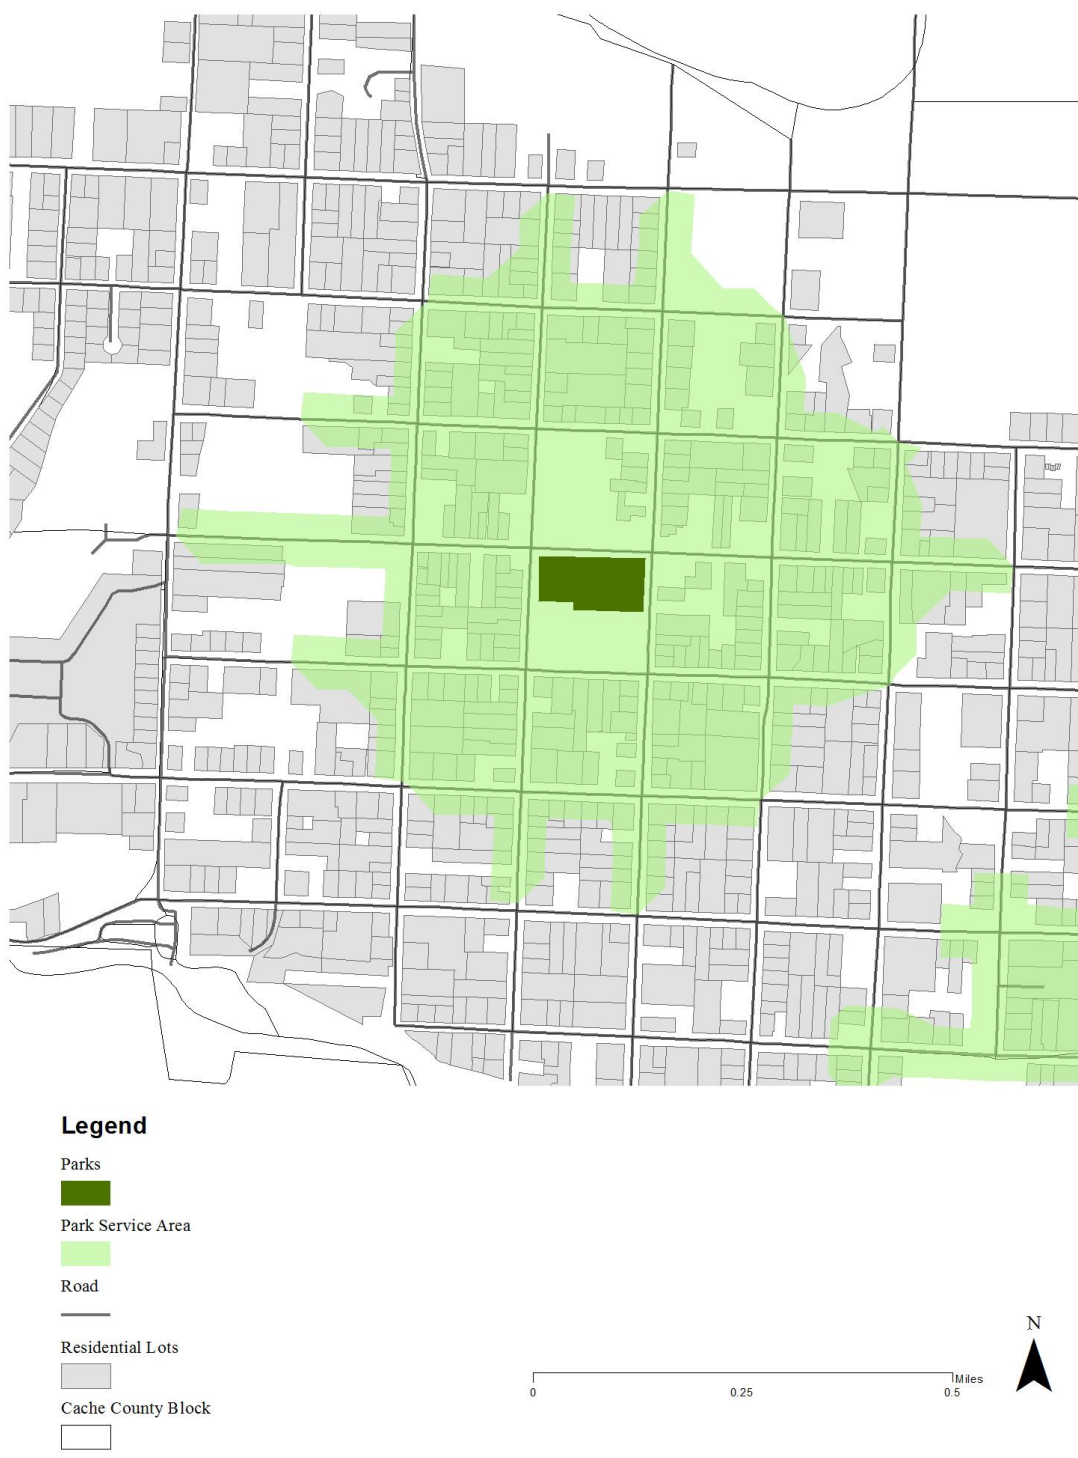 Legend
Parks
Park Service Area
Road
Residential Lots
Cache County Block
N
Miles
0 0.25 0.5